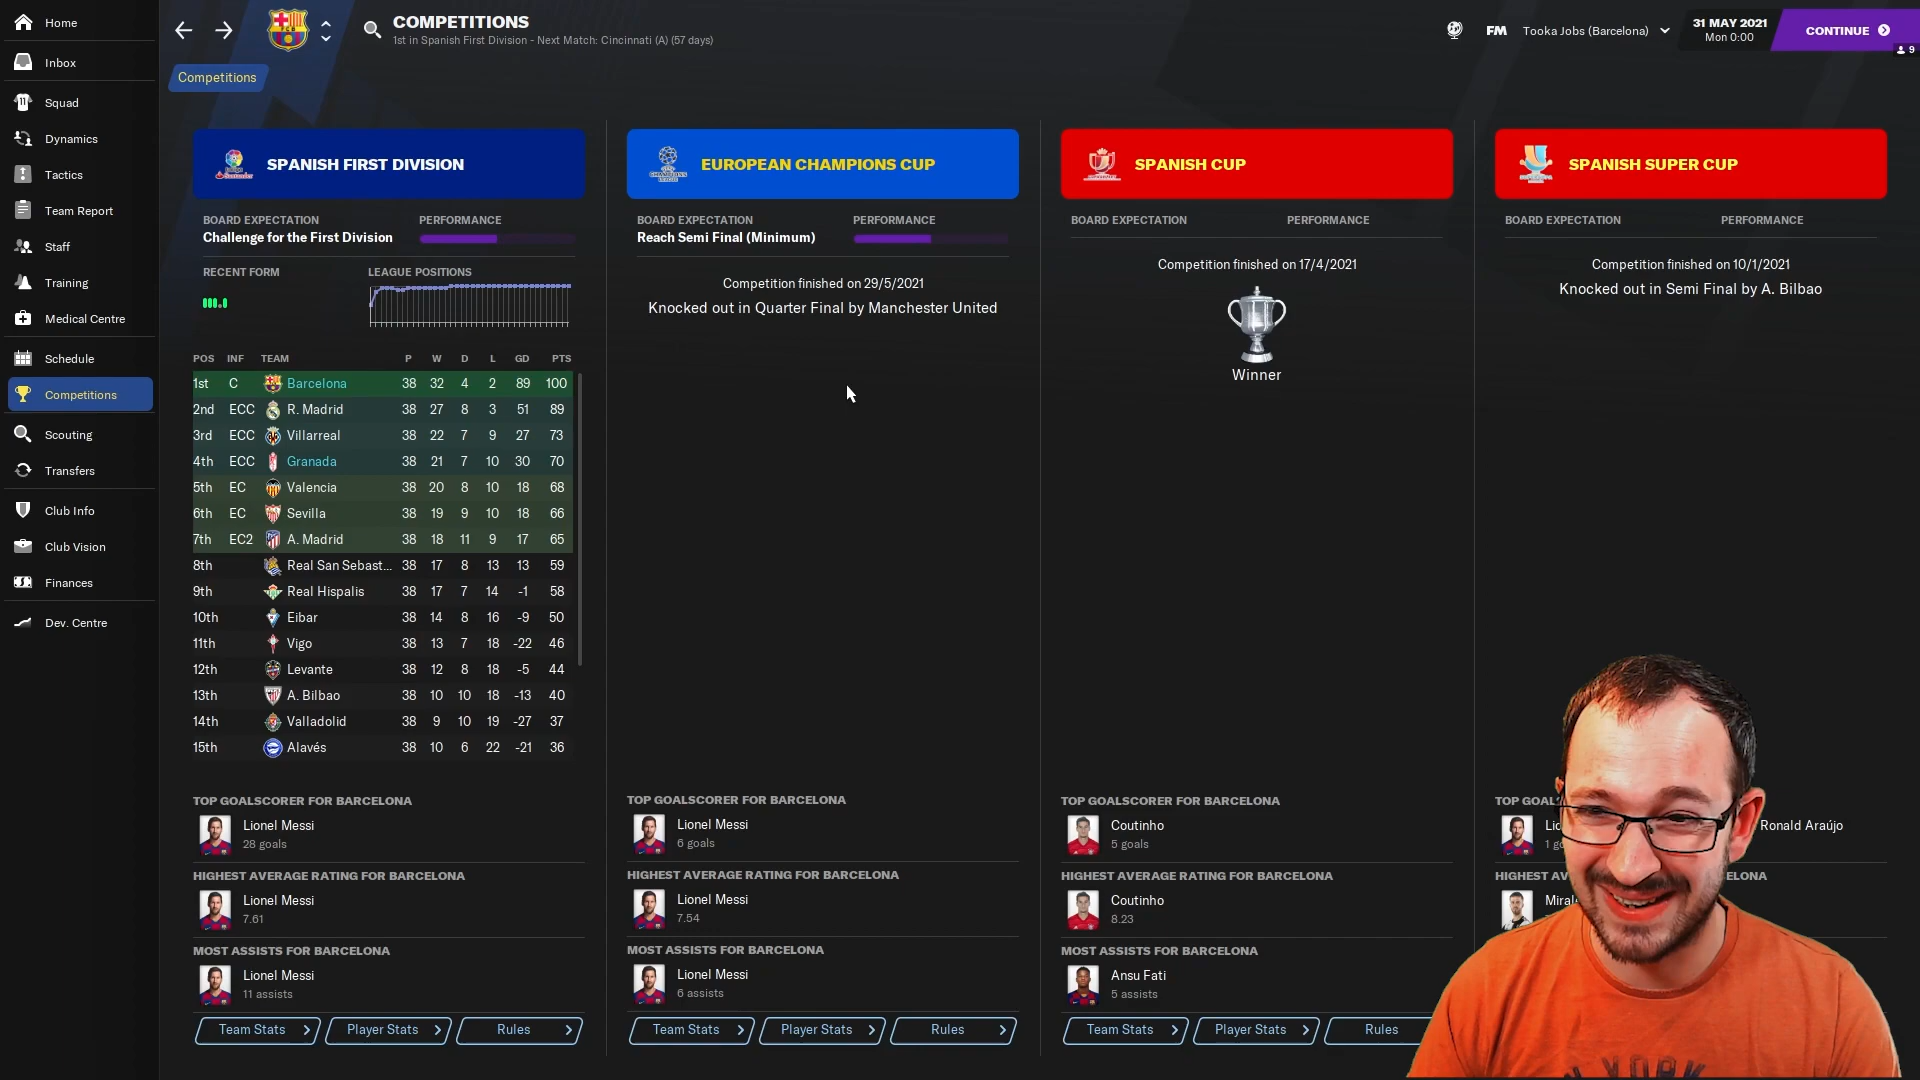 Home
Inbox
Squad
Dynamics
Tactics
Team Report
Staff
Training
Medical Centre
Schedule
Competitions
Scouting
Transfers
Club Info
Club Vision
Finances
Dev. Centre
COMPETITIONS
1st in Spanish First Division - Next Match: Cincinnati (A) (57 days)
FM
Tooka Jobs (Barcelona)
31 MAY 2021
Mon 0:00
CONTINUE
9
Competitions
SPANISH FIRST DIVISION
BOARD EXPECTATION PERFORMANCE
Challenge for the First Division
RECENT FORM LEAGUE POSITIONS
POS INF TEAM P W D L GD PTS
1st C Barcelona 38 32 4 2 89 100
2nd ECC R. Madrid 38 27 8 3 51 89
3rd ECC Villarreal 38 22 7 9 27 73
4th ECC Granada 38 21 7 10 30 70
5th EC Valencia 38 20 8 10 18 68
6th EC Sevilla 38 19 9 10 18 66
7th EC2 A. Madrid 38 18 11 9 17 65
8th Real San Sebast... 38 17 8 13 13 59
9th Real Hispalis 38 17 7 14 -1 58
10th Eibar 38 14 8 16 -9 50
11th Vigo 38 13 7 18 -22 46
12th Levante 38 12 8 18 -5 44
13th A. Bilbao 38 10 10 18 -13 40
14th Valladolid 38 9 10 19 -27 37
15th Alavés 38 10 6 22 -21 36
TOP GOALSCORER FOR BARCELONA
Lionel Messi
28 goals
HIGHEST AVERAGE RATING FOR BARCELONA
Lionel Messi
7.61
MOST ASSISTS FOR BARCELONA
Lionel Messi
11 assists
Team Stats Player Stats Rules
EUROPEAN CHAMPIONS CUP
BOARD EXPECTATION PERFORMANCE
Reach Semi Final (Minimum)
Competition finished on 29/5/2021
Knocked out in Quarter Final by Manchester United
TOP GOALSCORER FOR BARCELONA
Lionel Messi
6 goals
HIGHEST AVERAGE RATING FOR BARCELONA
Lionel Messi
7.54
MOST ASSISTS FOR BARCELONA
Lionel Messi
6 assists
Team Stats Player Stats Rules
SPANISH CUP
BOARD EXPECTATION PERFORMANCE
Competition finished on 17/4/2021
Winner
TOP GOALSCORER FOR BARCELONA
Coutinho
5 goals
HIGHEST AVERAGE RATING FOR BARCELONA
Coutinho
8.23
MOST ASSISTS FOR BARCELONA
Ansu Fati
5 assists
Team Stats Player Stats Rules
SPANISH SUPER CUP
BOARD EXPECTATION PERFORMANCE
Competition finished on 10/1/2021
Knocked out in Semi Final by A. Bilbao
TOP
Ronald Araújo
HIGHEST
YORK